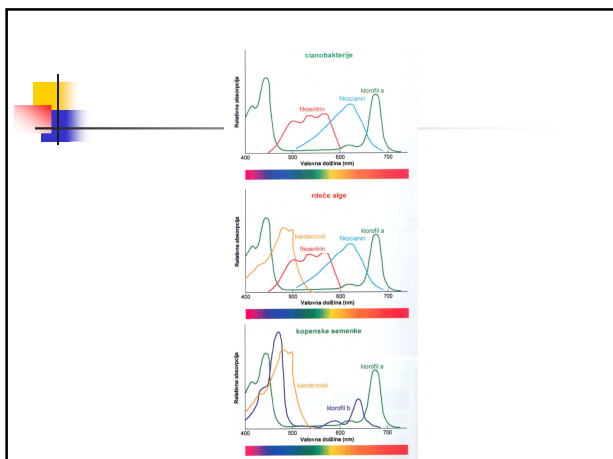 cianobakterije
klorofil a
fikoeritrin
fikocianin
Relativna absorpcija
400 500 600 700
Valovna dolžina (nm)
rdeče alge
klorofil a
karotenoidi
fikocianin
fikoeritrin
Relativna absorpcija
400 500 600 700
Valovna dolžina (nm)
kopenske semenke
klorofil a
karotenoidi
klorofil b
Relativna absorpcija
400 500 600 700
Valovna dolžina (nm)